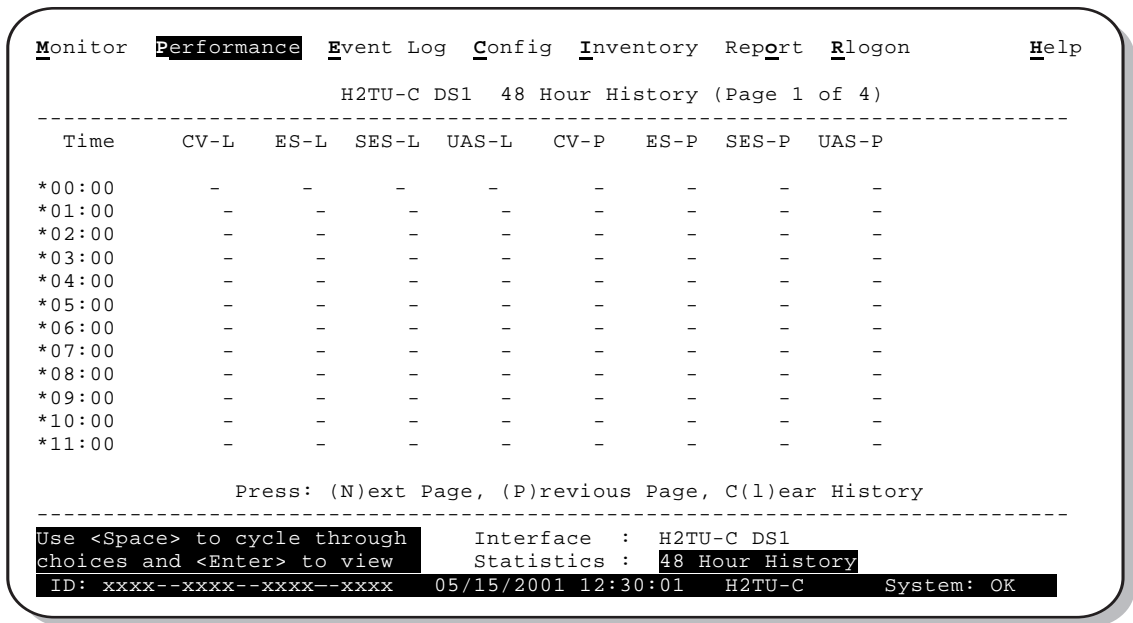 Monitor Performance Event Log Config Inventory Report Rlogon Help
H2TU-C DS1 48 Hour History (Page 1 of 4)
--------------------------------------------------------------------------------
Time CV-L ES-L SES-L UAS-L CV-P ES-P SES-P UAS-P
*00:00 - - - - - - - -
*01:00 - - - - - - - -
*02:00 - - - - - - - -
*03:00 - - - - - - - -
*04:00 - - - - - - - -
*05:00 - - - - - - - -
*06:00 - - - - - - - -
*07:00 - - - - - - - -
*08:00 - - - - - - - -
*09:00 - - - - - - - -
*10:00 - - - - - - - -
*11:00 - - - - - - - -
Press: (N)ext Page, (P)revious Page, C(l)ear History
--------------------------------------------------------------------------------
Use <Space> to cycle through Interface : H2TU-C DS1
choices and <Enter> to view Statistics : 48 Hour History
ID: xxxx--xxxx--xxxx--xxxx 05/15/2001 12:30:01 H2TU-C System: OK